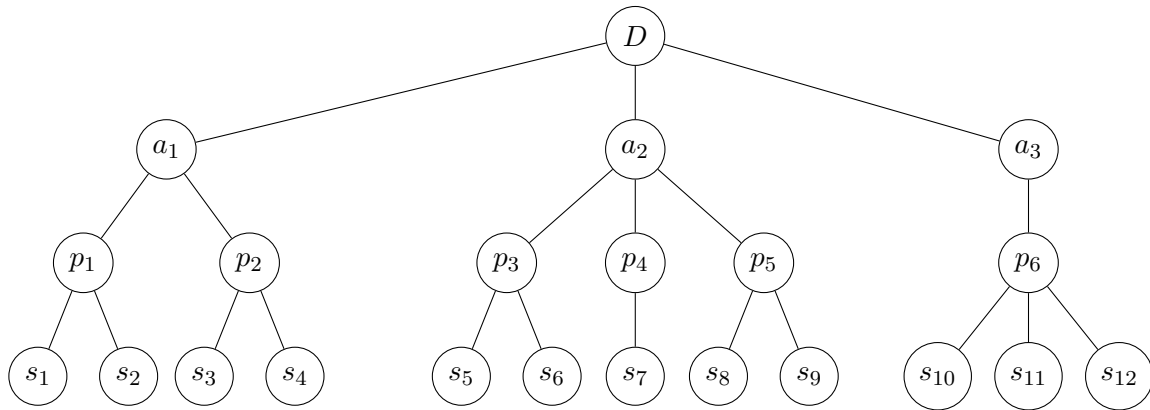 D
a₁ a₂ a₃
p₁ p₂ p₃ p₄ p₅ p₆
s₁ s₂ s₃ s₄ s₅ s₆ s₇ s₈ s₉ s₁₀ s₁₁ s₁₂